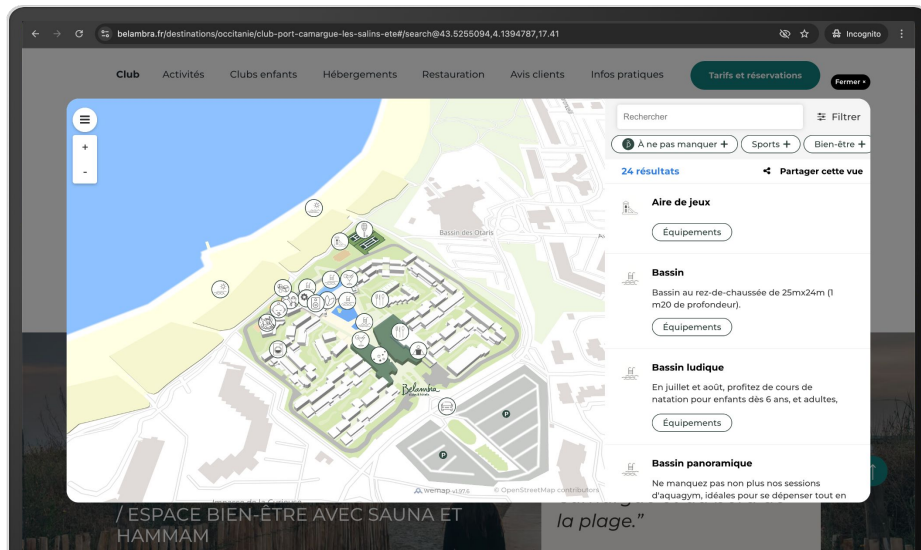 belambra.fr/destinations/occitanie/club-port-camargue-les-salins-ete#/search@43.5255094,4.1394787,17.41
Incognito
Club
Activités
Clubs enfants
Hébergements
Restauration
Avis clients
Infos pratiques
Tarifs et réservations
Fermer ×
+
-
Bassin des Otaris
Belambra
P
P
wemap v1.117.6
© OpenStreetMap contributors
Rechercher
Filtrer
À ne pas manquer +
Sports +
Bien-être +
24 résultats
Partager cette vue
Aire de jeux
Équipements
Bassin
Bassin au rez-de-chaussée de 25mx24m (1
m20 de profondeur).
Équipements
Bassin ludique
En juillet et août, profitez de cours de
natation pour enfants dès 6 ans, et adultes,
Équipements
Bassin panoramique
Ne manquez pas non plus nos sessions
d'aquagym, idéales pour se dépenser tout en
/ ESPACE BIEN-ÊTRE AVEC SAUNA ET
HAMMAM
la plage.”